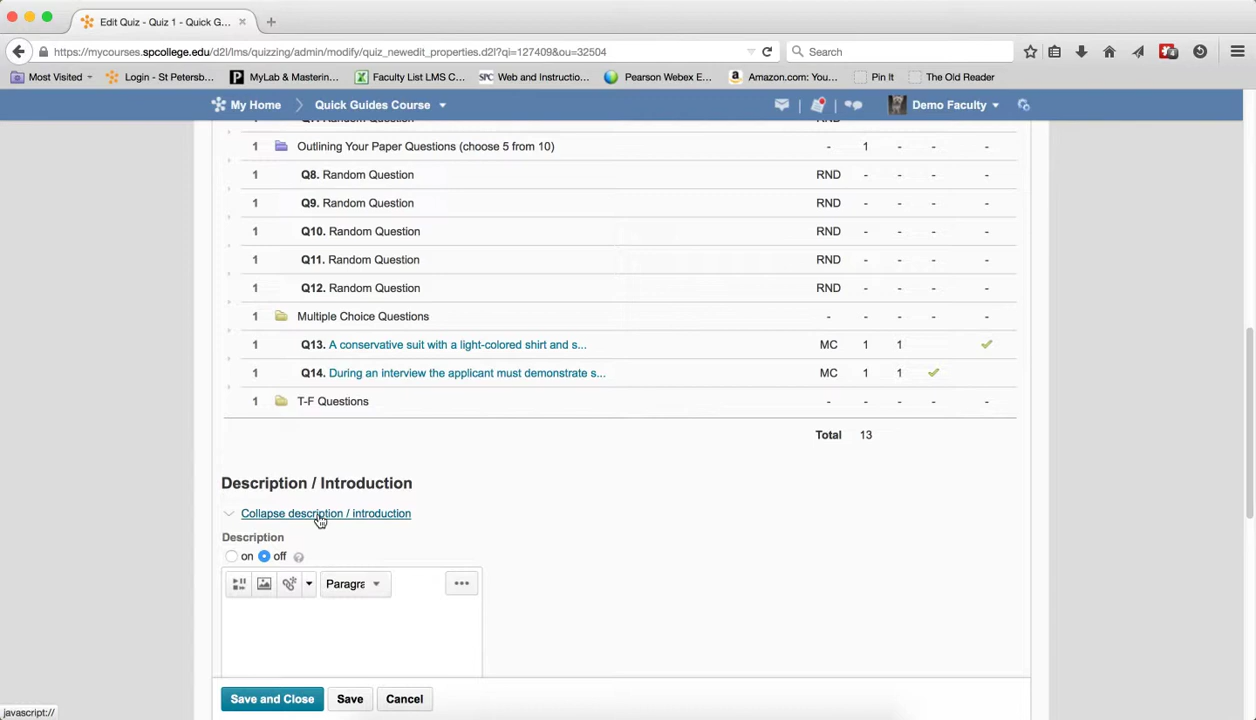 Edit Quiz - Quiz 1 - Quick G...
https://mycourses.spcollege.edu/d2l/lms/quizzing/admin/modify/quiz_newedit_properties.d2l?qi=127409&ou=32504
Search
Most Visited
Login - St Petersb...
MyLab & Mastering...
Faculty List LMS C...
SPC Web and Instructio...
Pearson Webex E...
Amazon.com: You...
Pin It
The Old Reader
My Home
Quick Guides Course
Demo Faculty
Random Question RND
1 Outlining Your Paper Questions (choose 5 from 10) - 1 - - -
1 Q8. Random Question RND - - - -
1 Q9. Random Question RND - - - -
1 Q10. Random Question RND - - - -
1 Q11. Random Question RND - - - -
1 Q12. Random Question RND - - - -
1 Multiple Choice Questions - - - - -
1 Q13. A conservative suit with a light-colored shirt and s... MC 1 1
1 Q14. During an interview the applicant must demonstrate s... MC 1 1 -
1 T-F Questions - - - - -
Total 13
Description / Introduction
Collapse description / introduction
Description
on off ?
Paragra
Save and Close
Save
Cancel
javascript://